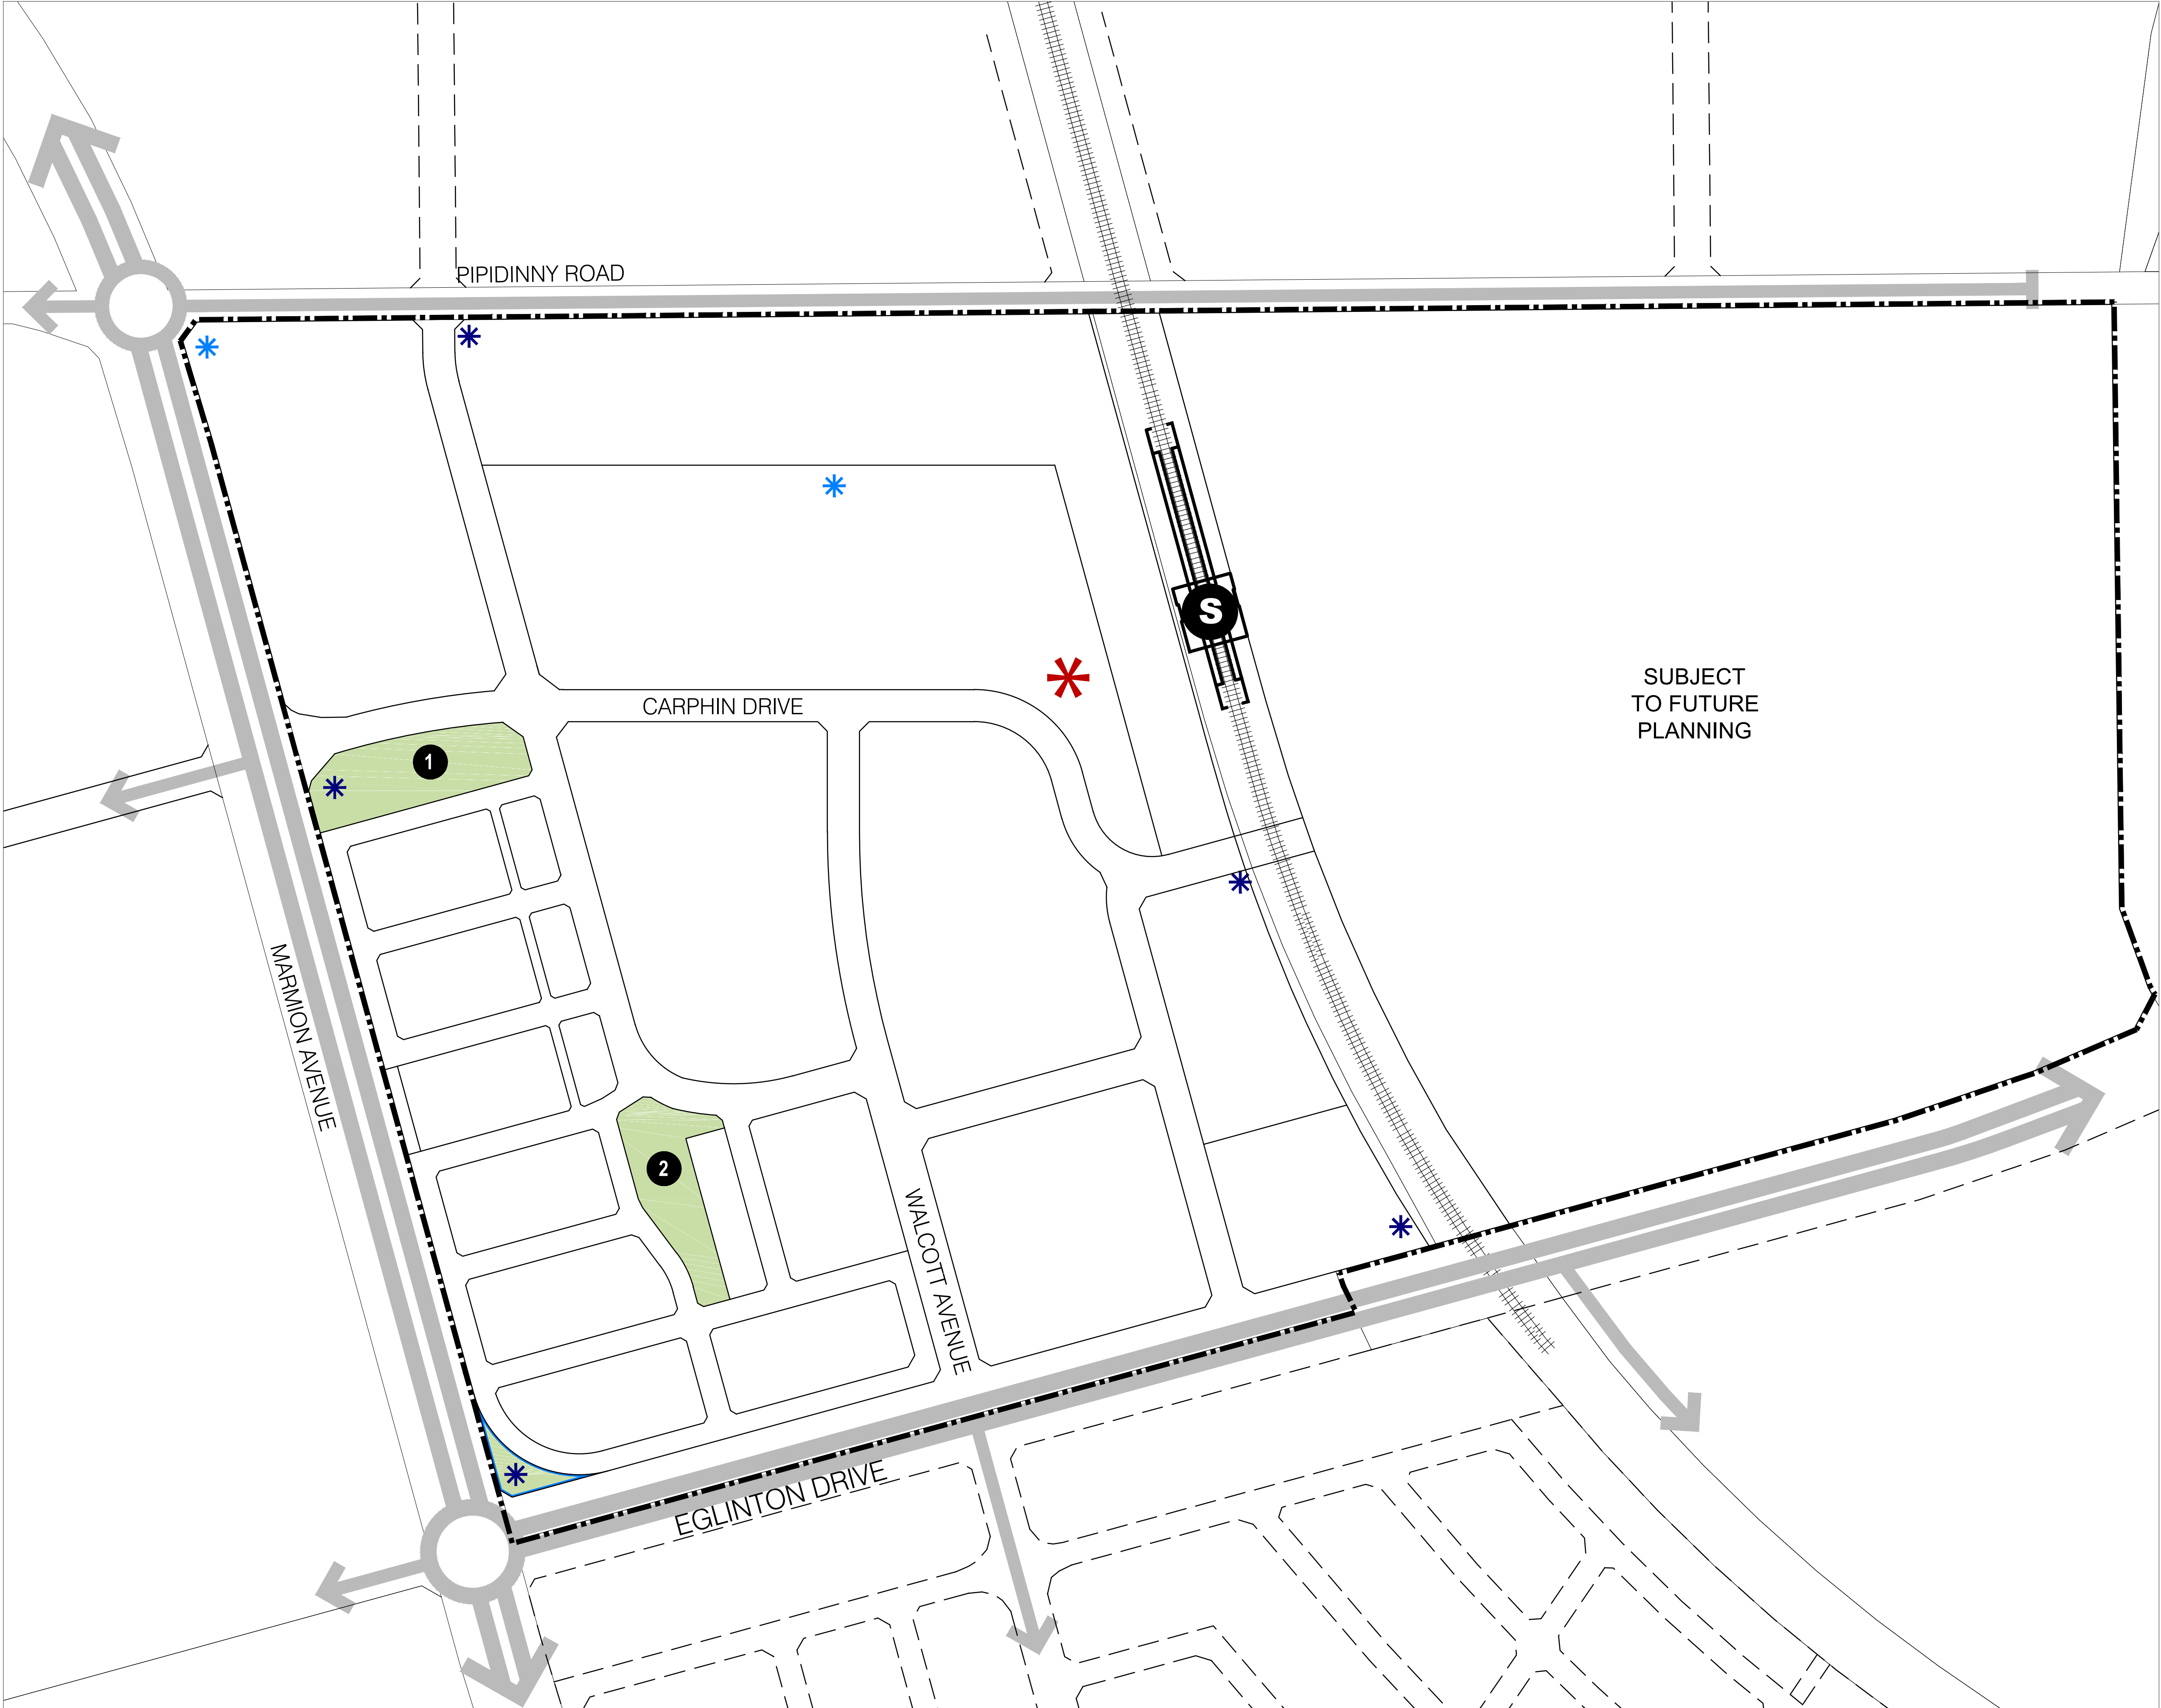 PIPIDINNY ROAD
S
SUBJECT
TO FUTURE
PLANNING
CARPHIN DRIVE
1
MARMION AVENUE
2
WALCOTT AVENUE
EGLINTON DRIVE